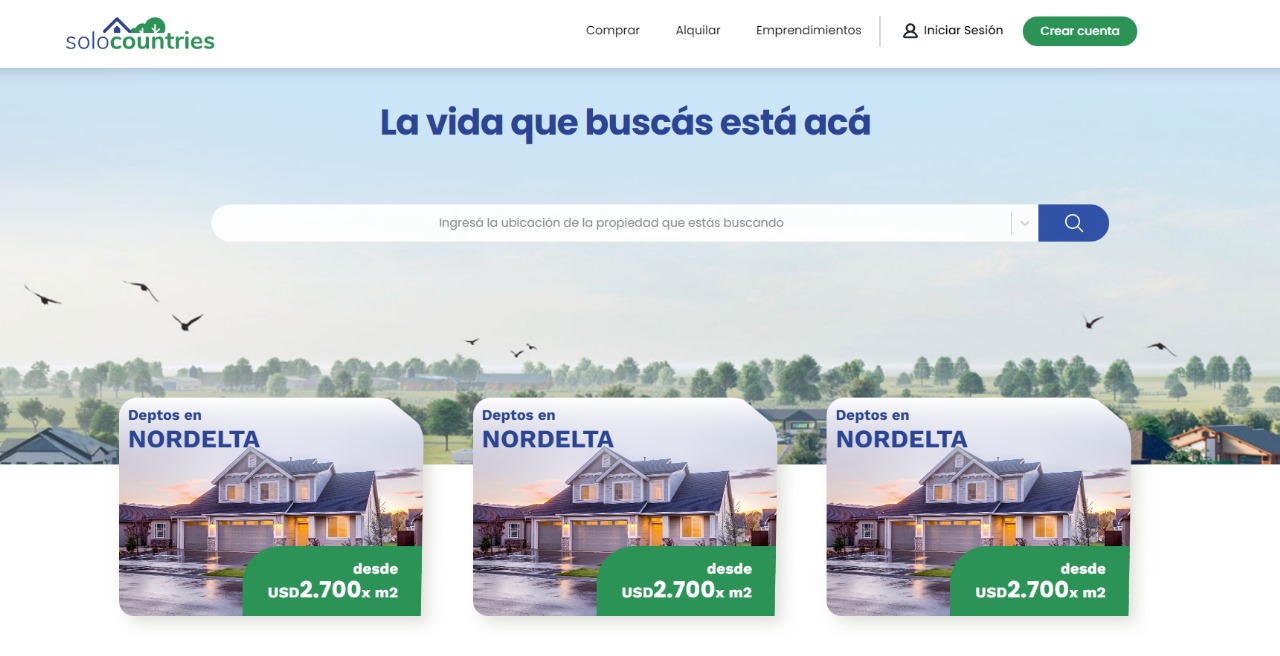 solocountries
Comprar
Alquilar
Emprendimientos
Iniciar Sesión
Crear cuenta
La vida que buscás está acá
Ingresá la ubicación de la propiedad que estás buscando
Deptos en
NORDELTA
desde
USD2.700x m2
Deptos en
NORDELTA
desde
USD2.700x m2
Deptos en
NORDELTA
desde
USD2.700x m2